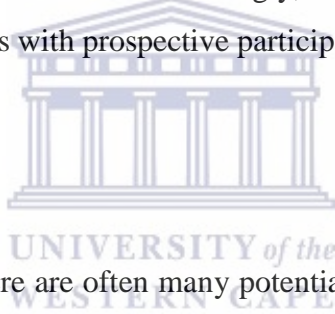 s with prospective particip
UNIVERSITY of the
re are often many potentia
WESTERN CAPE